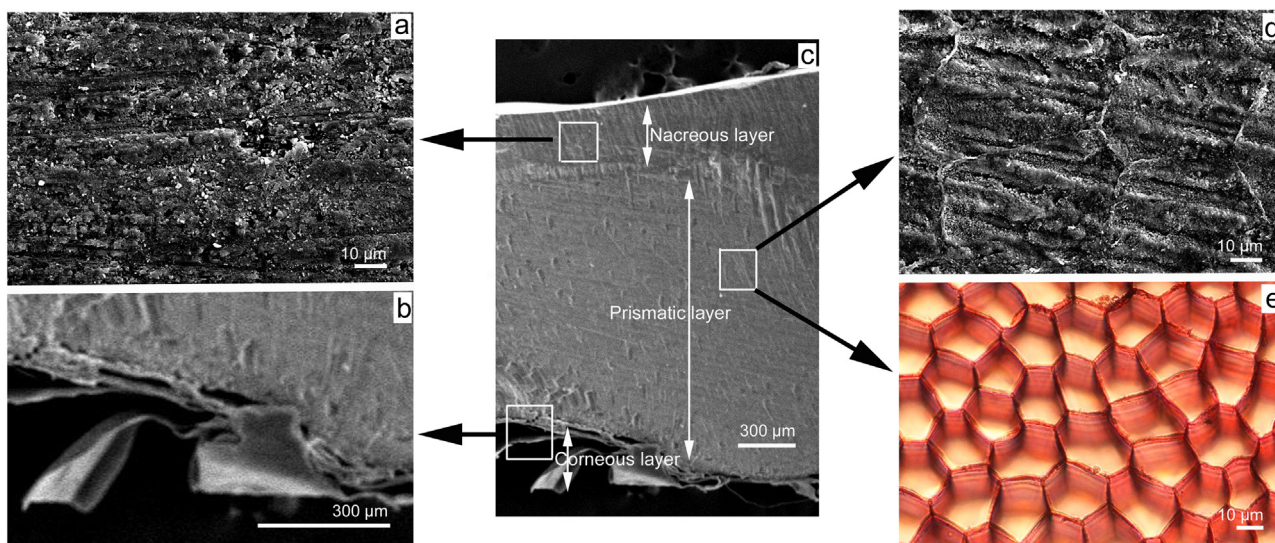 a
10 µm
b
300 µm
c
Nacreous layer
Prismatic layer
300 µm
Corneous layer
d
10 µm
e
10 µm